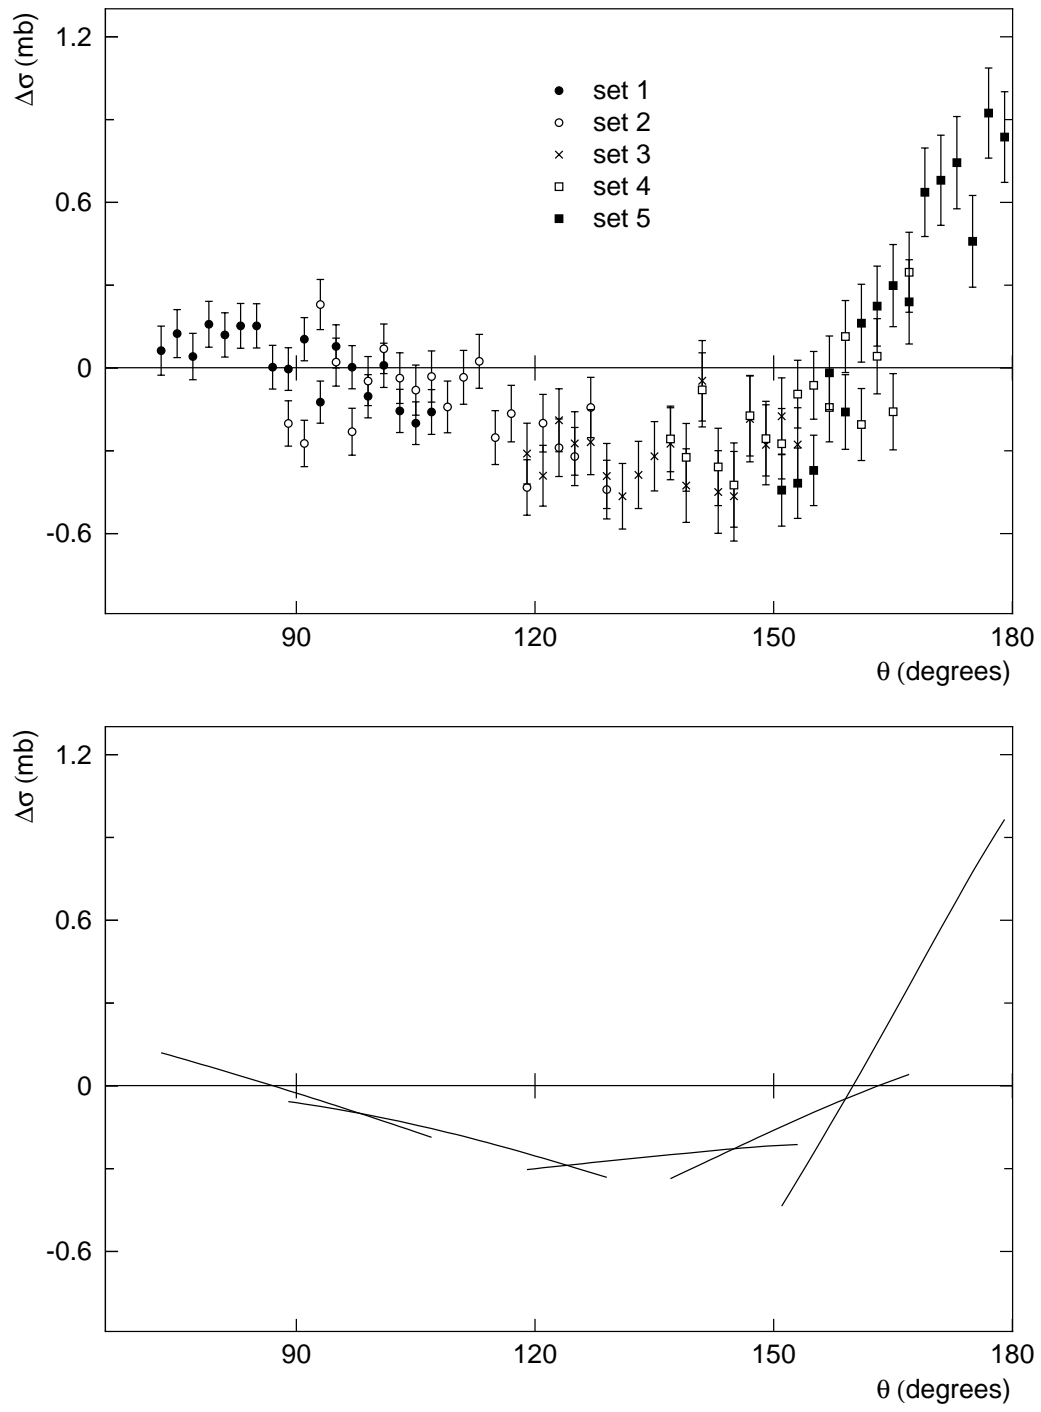 Δσ (mb)
1.2
0.6
0
-0.6
set 1
set 2
set 3
set 4
set 5
90 120 150 180
θ (degrees)
Δσ (mb)
1.2
0.6
0
-0.6
90 120 150 180
θ (degrees)